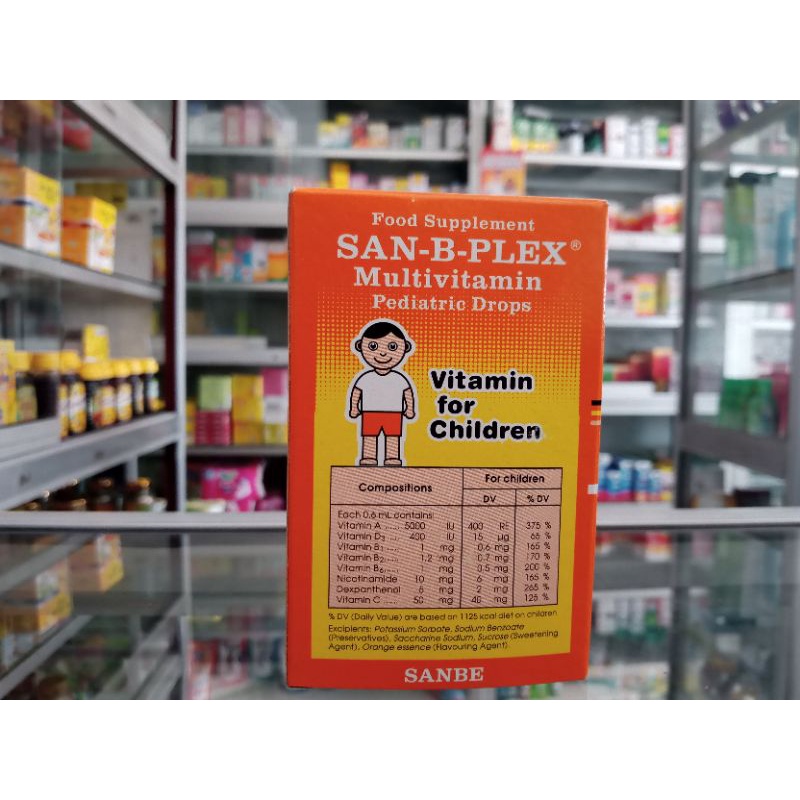 Food Supplement
SAN-B-PLEX®
Multivitamin
Pediatric Drops
Vitamin
for
Children
Compositions
For children
DV % DV
Each 0.6 mL contains:
Vitamin A ..... 5000 IU 400 RE 375 %
Vitamin D3 ..... 400 IU 15 µg 66 %
Vitamin B1 ..... 1 mg 0.6 mg 165 %
Vitamin B2 ..... 1.2 mg 0.7 mg 170 %
Vitamin B6 ..... mg 0.5 mg 200 %
Nicotinamide 10 mg 6 mg 165 %
Dexpanthenol mg 2 mg 265 %
Vitamin C ..... 50 mg 40 mg 125 %
% DV (Daily Value) are based on 1125 kcal diet on children
Excipients: Potassium Sorbate, Sodium Benzoate
(Preservatives), Saccharine Sodium, Sucrose (Sweetening
Agent), Orange essence (Flavouring Agent)
SANBE